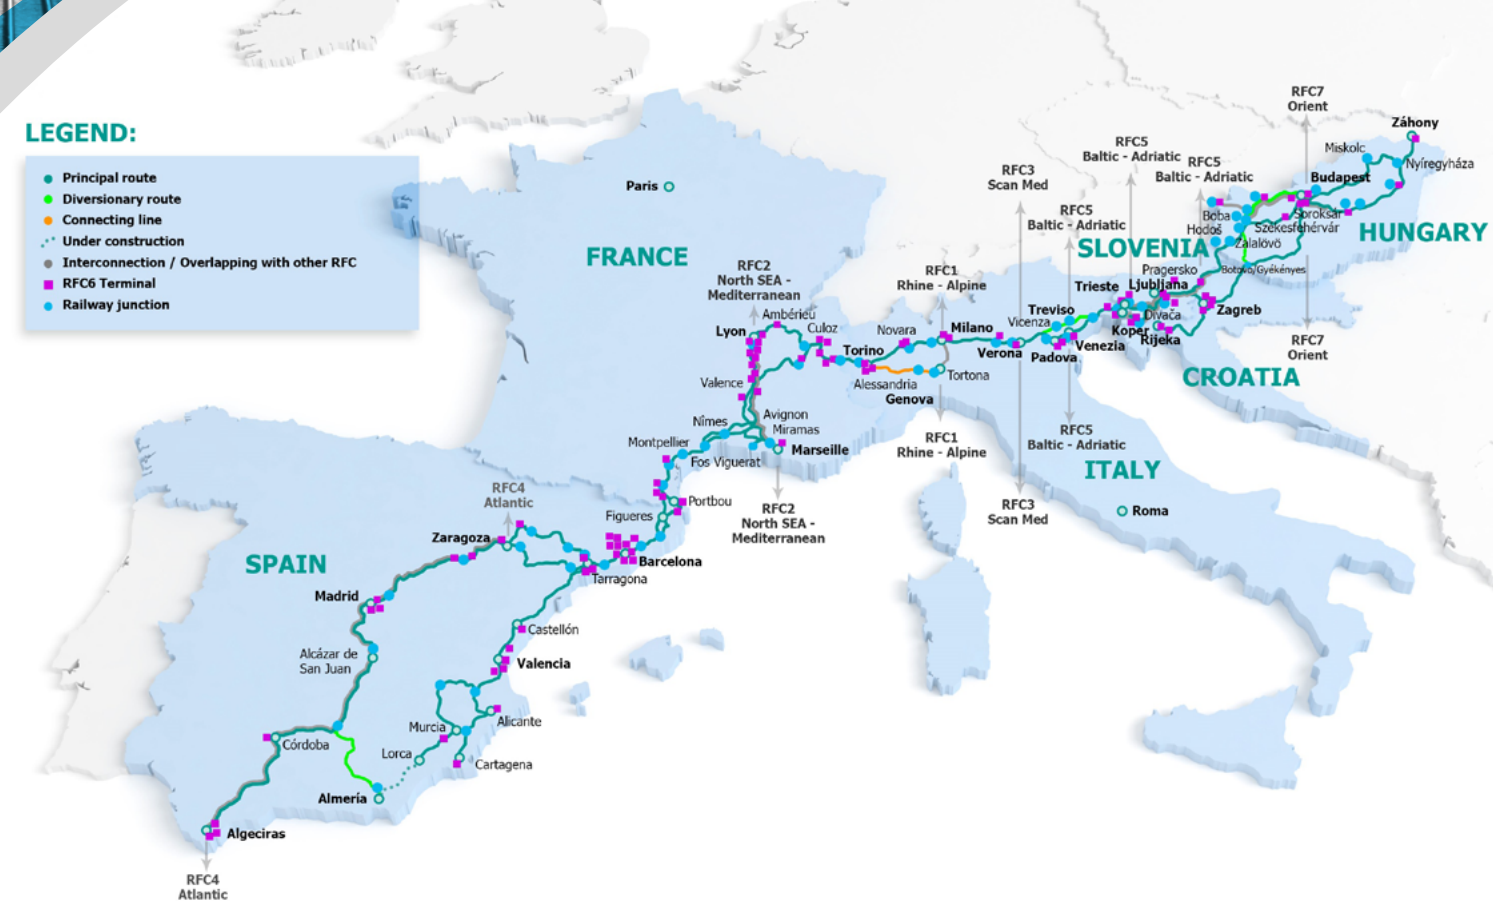 LEGEND:
Principal route
Diversionary route
Connecting line
Under construction
Interconnection / Overlapping with other RFC
RFC6 Terminal
Railway junction
Paris
FRANCE
RFC2
North SEA -
Mediterranean
Ambérieu
Lyon
Culoz
Valence
Avignon
Nîmes
Miramas
Montpellier
Marseille
Fos Viguerat
Portbou
Figueres
RFC2
North SEA -
Mediterranean
RFC4
Atlantic
Zaragoza
Barcelona
Tarragona
SPAIN
Madrid
Castellón
Alcázar de
San Juan
Valencia
Murcia
Alicante
Córdoba
Lorca
Cartagena
Almería
Algeciras
RFC4
Atlantic
RFC1
Rhine - Alpine
Novara
Milano
Torino
Alessandria
Tortona
Genova
RFC1
Rhine - Alpine
RFC3
Scan Med
RFC5
Baltic - Adriatic
Treviso
Vicenza
Verona
Padova
Venezia
RFC5
Baltic - Adriatic
ITALY
RFC3
Scan Med
Roma
RFC5
Baltic - Adriatic
RFC5
Baltic - Adriatic
SLOVENIA
Pragersko
Trieste
Ljubljana
Divača
Koper
Rijeka
Zagreb
CROATIA
RFC7
Orient
Záhony
Miskolc
Nyíregyháza
Budapest
Boba
Soroksár
Hodoš
Székesfehérvár
HUNGARY
Zalalövö
Botovo/Gyékényes
RFC7
Orient